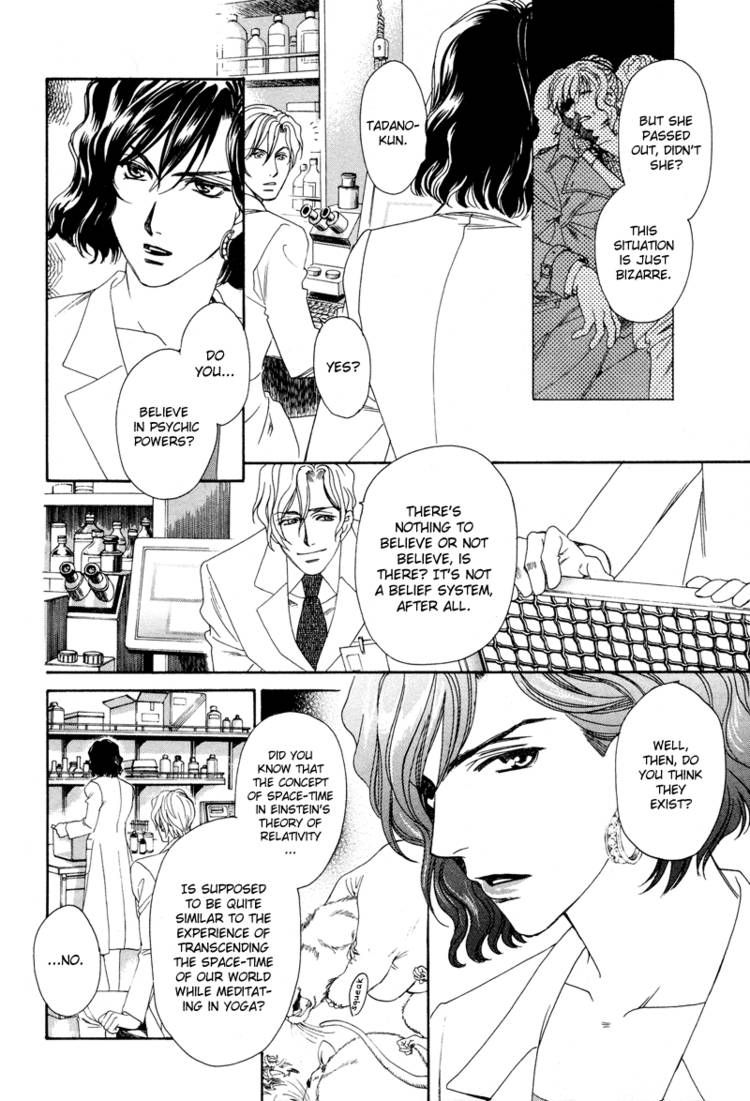 BUT SHE
PASSED
OUT, DIDN'T
SHE?
THIS
SITUATION
IS JUST
BIZARRE.
TADANO-
KUN.
YES?
DO
YOU...
BELIEVE
IN PSYCHIC
POWERS?
THERE'S
NOTHING TO
BELIEVE OR NOT
BELIEVE, IS
THERE? IT'S NOT
A BELIEF SYSTEM,
AFTER ALL.
WELL,
THEN, DO
YOU THINK
THEY
EXIST?
SQUEAK
DID YOU
KNOW THAT
THE CONCEPT
OF SPACE-TIME
IN EINSTEIN'S
THEORY OF
RELATIVITY
...
IS SUPPOSED
TO BE QUITE
SIMILAR TO THE
EXPERIENCE OF
TRANSCENDING
THE SPACE-TIME
OF OUR WORLD
WHILE MEDITAT-
ING IN YOGA?
...NO.